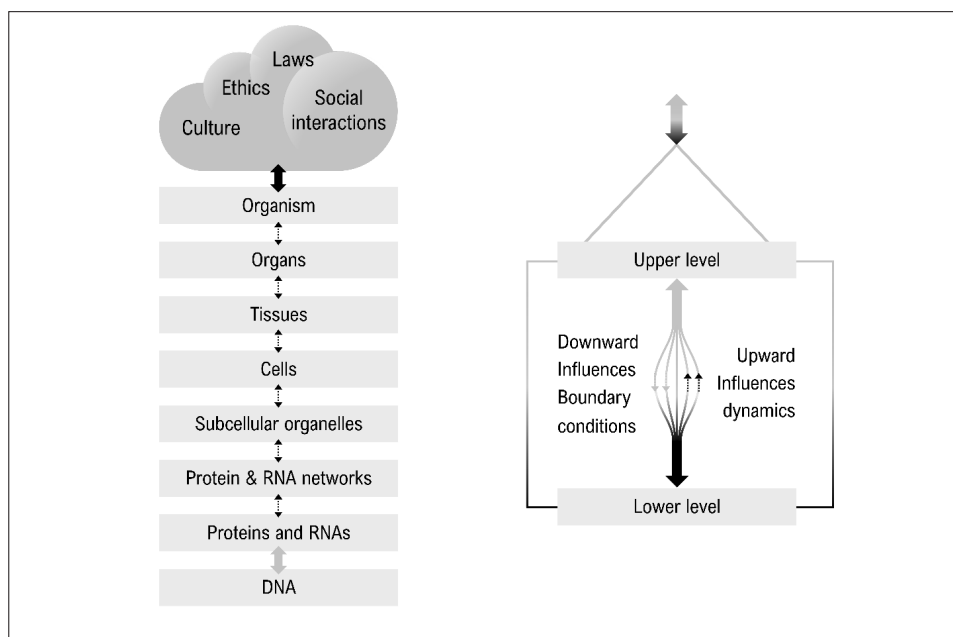 Laws
Ethics
Social
interactions
Culture
Organism
Organs
Tissues
Cells
Subcellular organelles
Protein & RNA networks
Proteins and RNAs
DNA
Upper level
Downward
Influences
Boundary
conditions
Upward
Influences
dynamics
Lower level